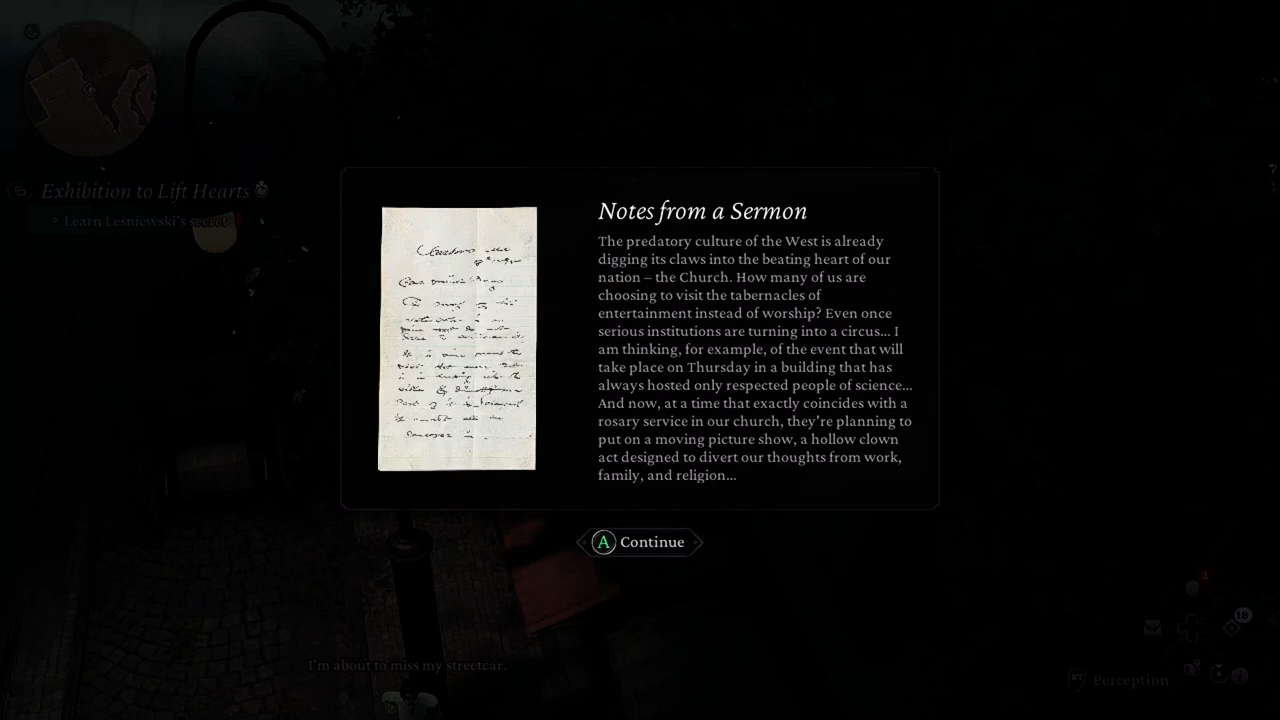 Exhibition to Lift Hearts
Learn Leśniewski's secret
Notes from a Sermon
The predatory culture of the West is already
digging its claws into the beating heart of our
nation – the Church. How many of us are
choosing to visit the tabernacles of
entertainment instead of worship? Even once
serious institutions are turning into a circus... I
am thinking, for example, of the event that will
take place on Thursday in a building that has
always hosted only respected people of science...
And now, at a time that exactly coincides with a
rosary service in our church, they're planning to
put on a moving picture show, a hollow clown
act designed to divert our thoughts from work,
family, and religion...
A Continue
I'm about to miss my streetcar.
2
18
RT Perception